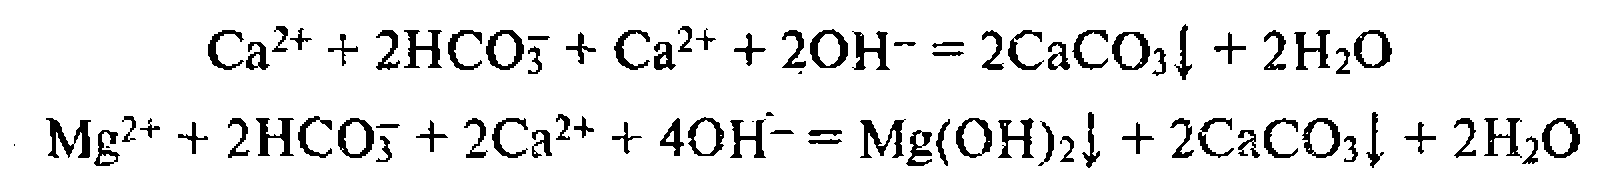 Ca²⁺ + 2HCO₃⁻ + Ca²⁺ + 2OH⁻ = 2CaCO₃↓ + 2H₂O
Mg²⁺ + 2HCO₃⁻ + 2Ca²⁺ + 4OH⁻ = Mg(OH)₂↓ + 2CaCO₃↓ + 2H₂O